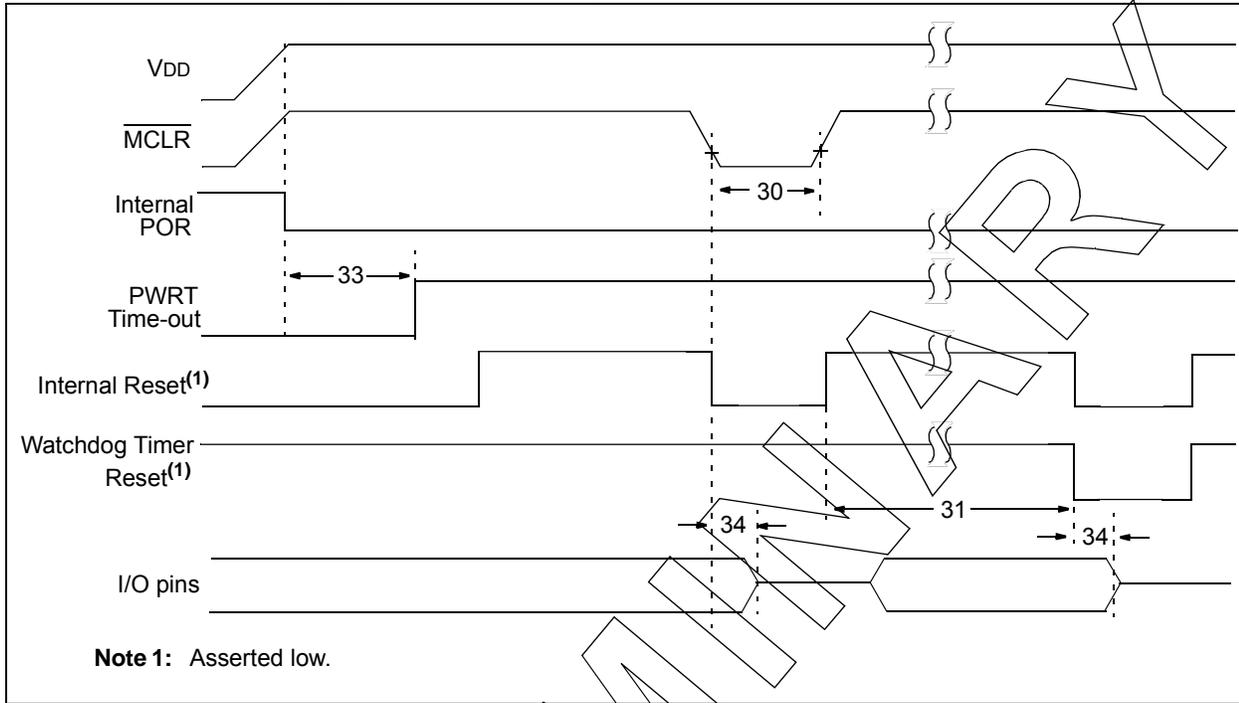 VDD
MCLR
Internal
POR
30
33
PWRT
Time-out
Internal Reset(1)
Watchdog Timer
Reset(1)
31
34
34
I/O pins
Note 1: Asserted low.
MINARY